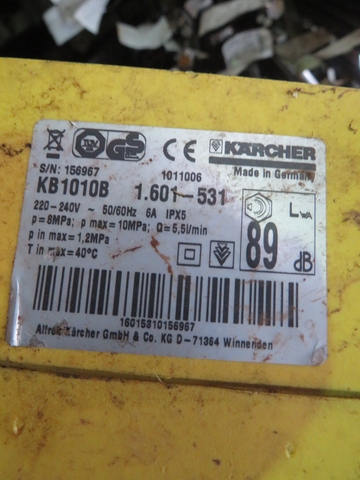 KÄRCHER
S/N: 156967 1011006 Made in Germany
KB1010B 1.601-531
220-240V ~ 50/60Hz 6A IPX5
p=8MPa; p max=10MPa; Q=5,5l/min
p in max=1,2MPa
T in max=40°C
LWA
89 dB
16015310156967
Alfred Kärcher GmbH & Co. KG D-71364 Winnenden